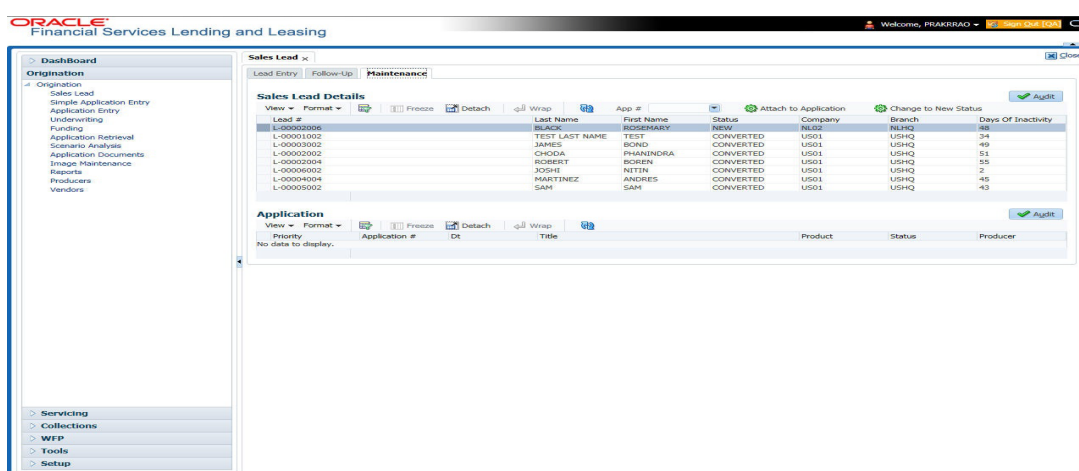 ORACLE
Financial Services Lending and Leasing
Welcome, PRAKRRAO
Sign Out [QA]
DashBoard
Origination
Origination
Sales Lead
Simple Application Entry
Application Entry
Underwriting
Funding
Application Retrieval
Scenario Analysis
Application Documents
Image Maintenance
Reports
Producers
Vendors
Servicing
Collections
WFP
Tools
Setup
Sales Lead
Close
Lead Entry Follow-Up Maintenance
Sales Lead Details Audit
View Format Freeze Detach Wrap App # Attach to Application Change to New Status
Lead # Last Name First Name Status Company Branch Days Of Inactivity
L-00002006 BLACK ROSEMARY NEW NL02 NLHQ 48
L-00001002 TEST LAST NAME TEST CONVERTED US01 USHQ 34
L-00003002 JAMES BOND CONVERTED US01 USHQ 49
L-00002002 CHODA PHANINDRA CONVERTED US01 USHQ 51
L-00002004 ROBERT BOREN CONVERTED US01 USHQ 55
L-00006002 JOSHI NITIN CONVERTED US01 USHQ 2
L-00004004 MARTINEZ ANDRES CONVERTED US01 USHQ 45
L-00005002 SAM SAM CONVERTED US01 USHQ 43
Application Audit
View Format Freeze Detach Wrap
Priority Application # Dt Title Product Status Producer
No data to display.